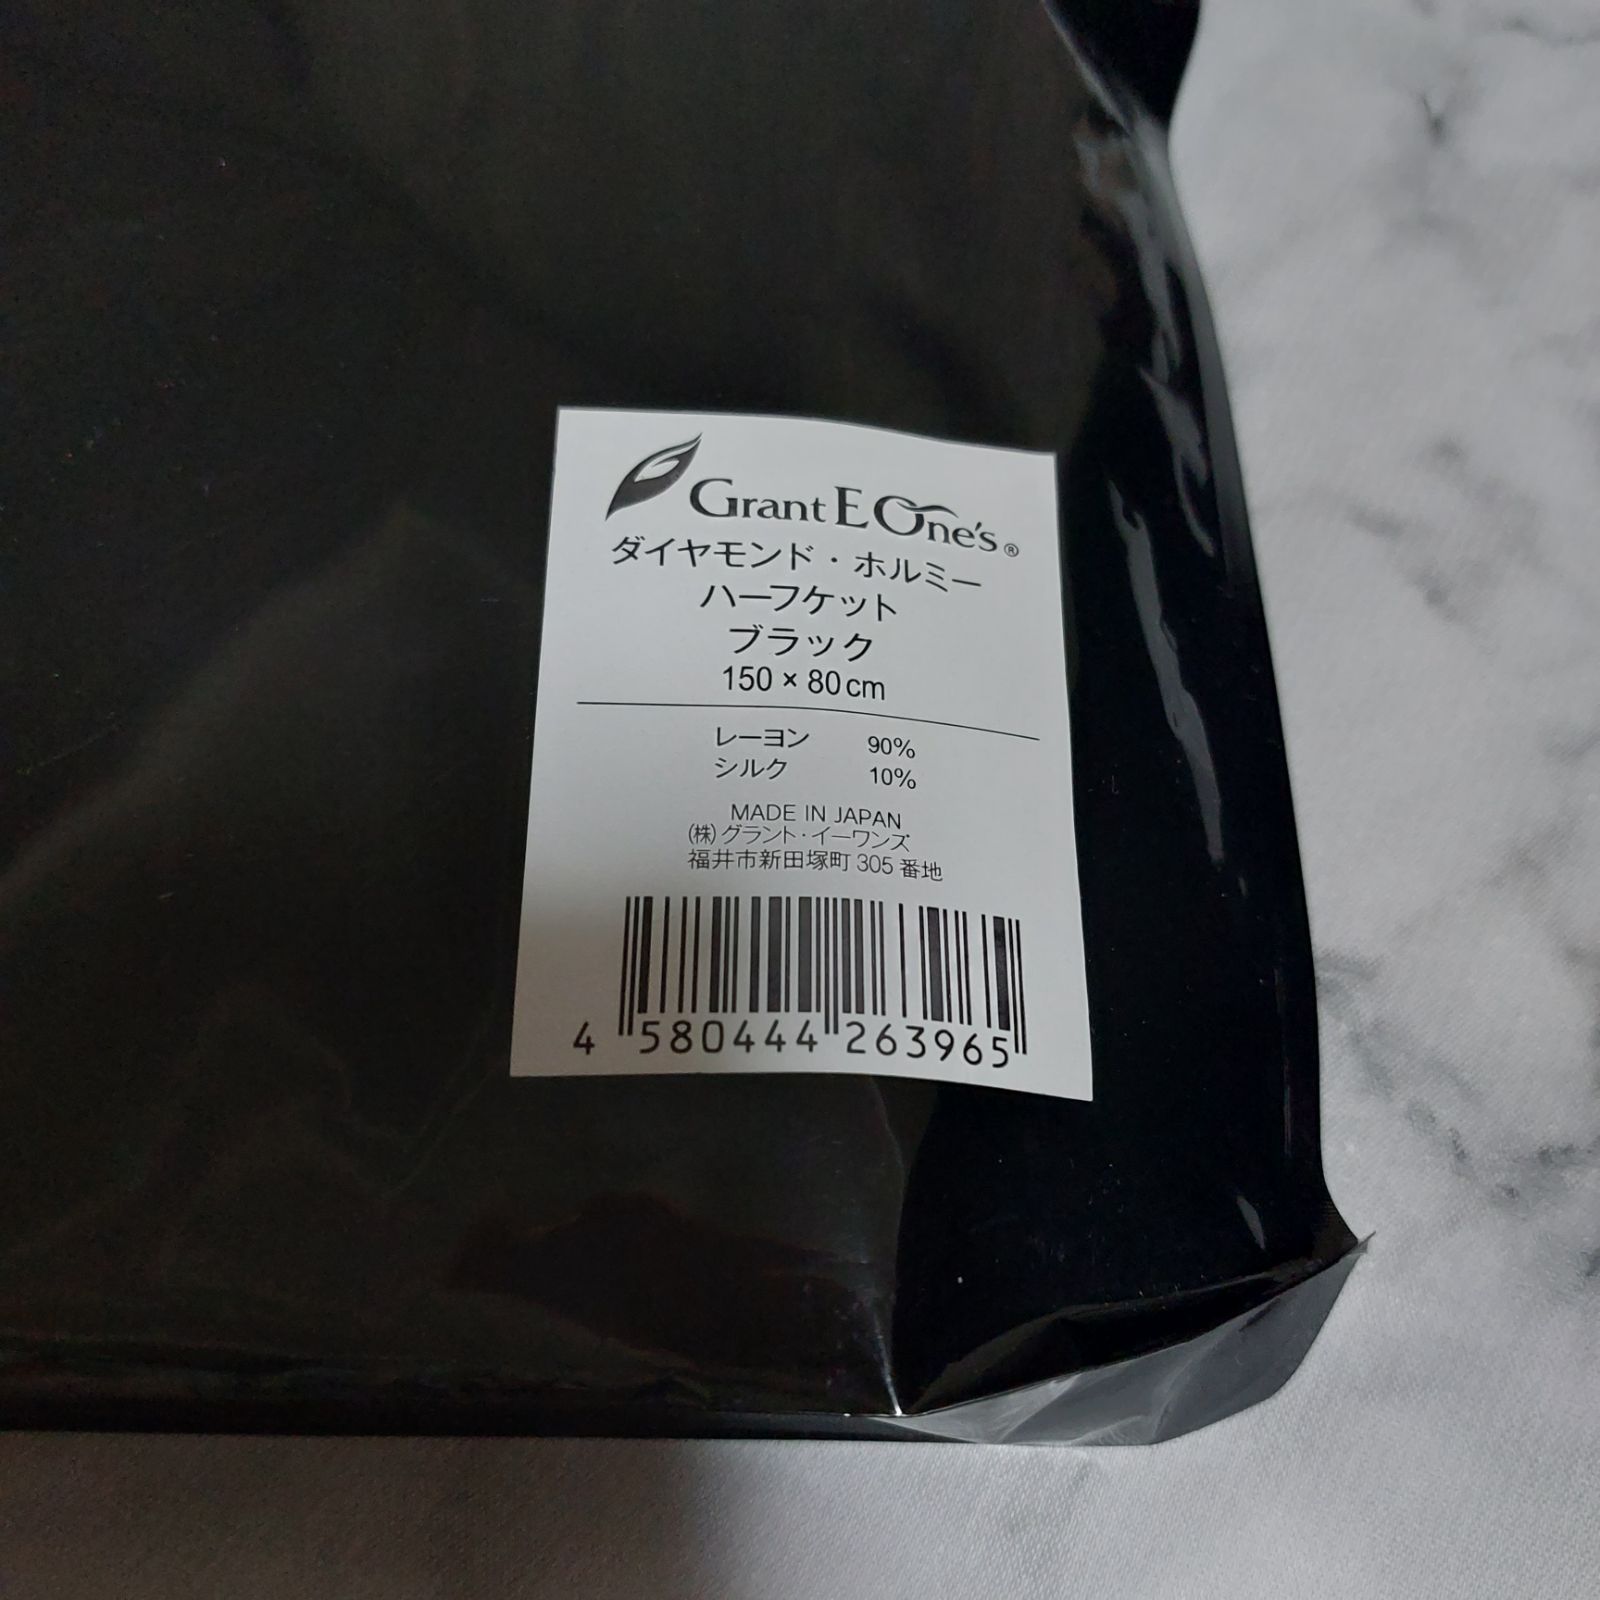 Grant E One's®
ダイヤモンド・ホルミー
ハーフケット
ブラック
150 × 80cm
レーヨン 90%
シルク 10%
MADE IN JAPAN
(株)グラント・イーワンズ
福井市新田塚町 305 番地
4 580444 263965